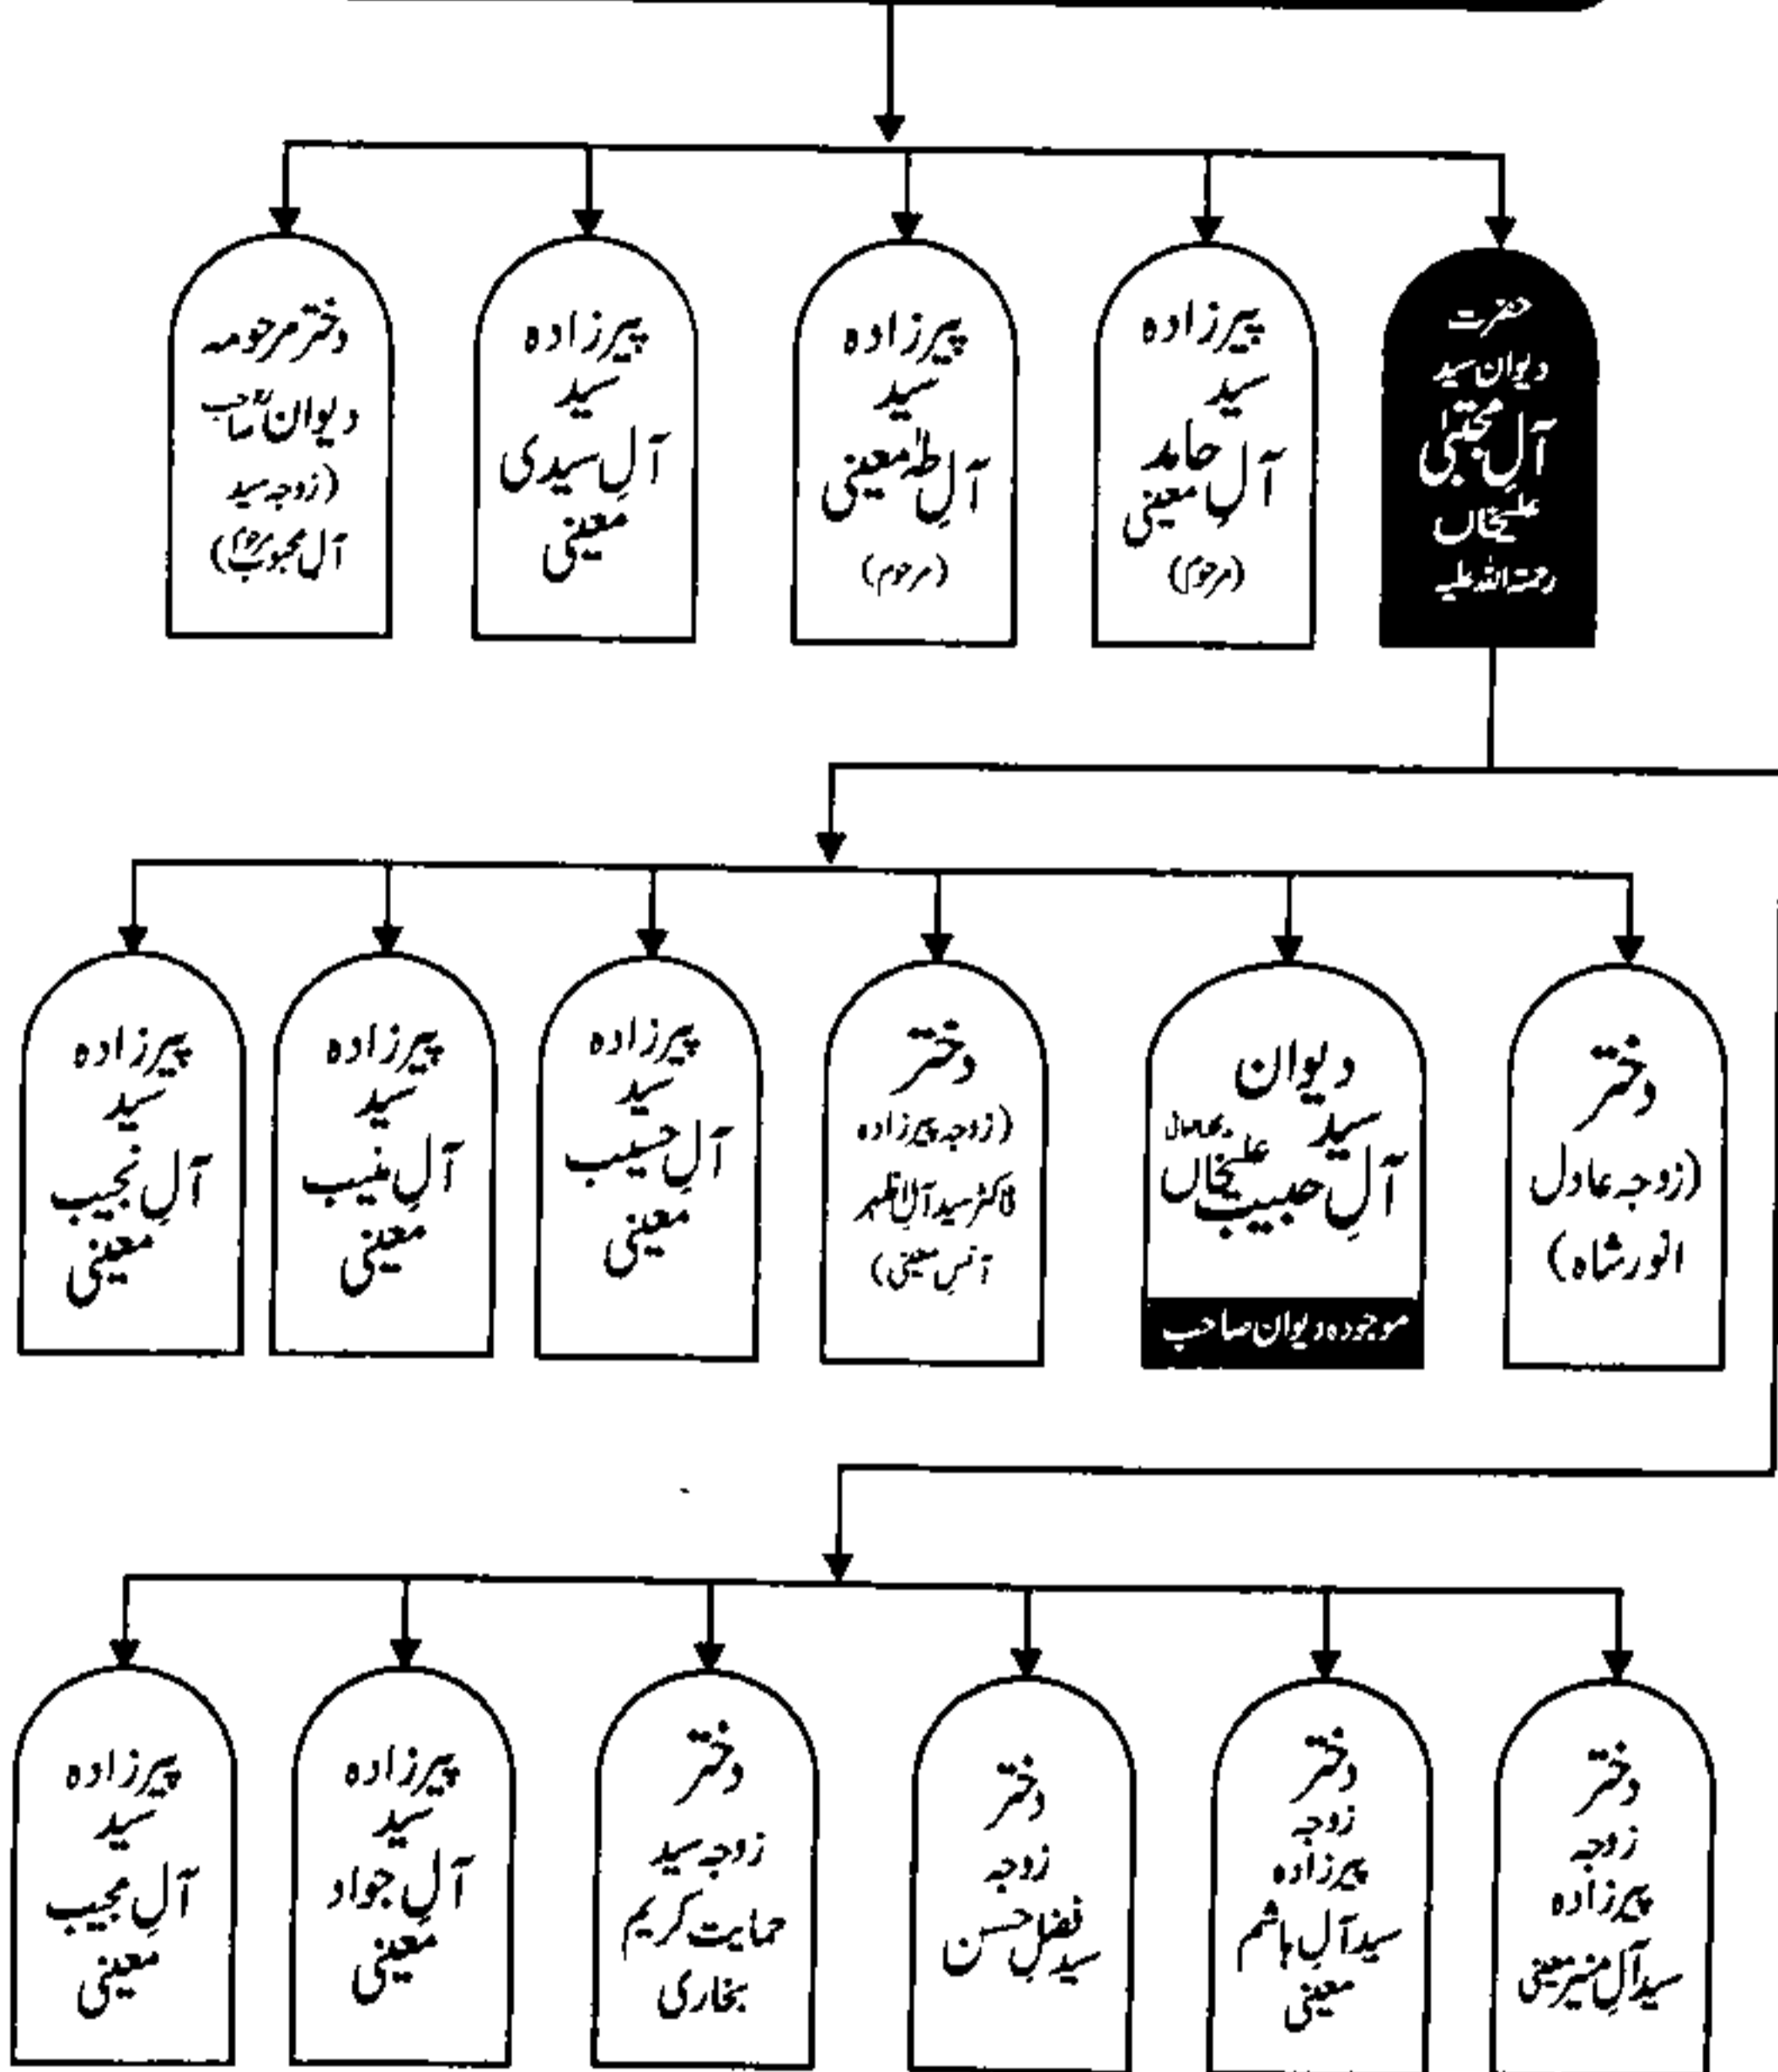 حضرت
دیوان سید
آلِ مجتبیٰ
علیخاں
رحمۃ اللہ علیہ
پیرزادہ
سید
آلِ حامد
معینی
(مرحوم)
پیرزادہ
سید
آلِ طہٰ معینی
(مرحوم)
پیرزادہ
سید
آلِ سیدی
معینی
دختر مرحومہ
دیوان صاحب
(زوجہ سید
آل محبوب)
دختر
(زوجہ عادل
انور شاہ)
دیوان
سید
آلِ حبیب علیخاں
موجودہ دیوان صاحب
دختر
(زوجہ پیرزادہ
ڈاکٹر سید آلِ اظہر
آنس معینی)
پیرزادہ
سید
آلِ حسیب
معینی
پیرزادہ
سید
آلِ منیب
معینی
پیرزادہ
سید
آلِ نجیب
معینی
دختر
زوجہ
پیرزادہ
سید آلِ منیر معینی
دختر
زوجہ
پیرزادہ
سید آل ہاشم
معینی
دختر
زوجہ
سید فضل حسن
دختر
زوجہ سید
حمایت کریم
بخاری
پیرزادہ
سید
آلِ جواد
معینی
پیرزادہ
سید
آلِ مجیب
معینی